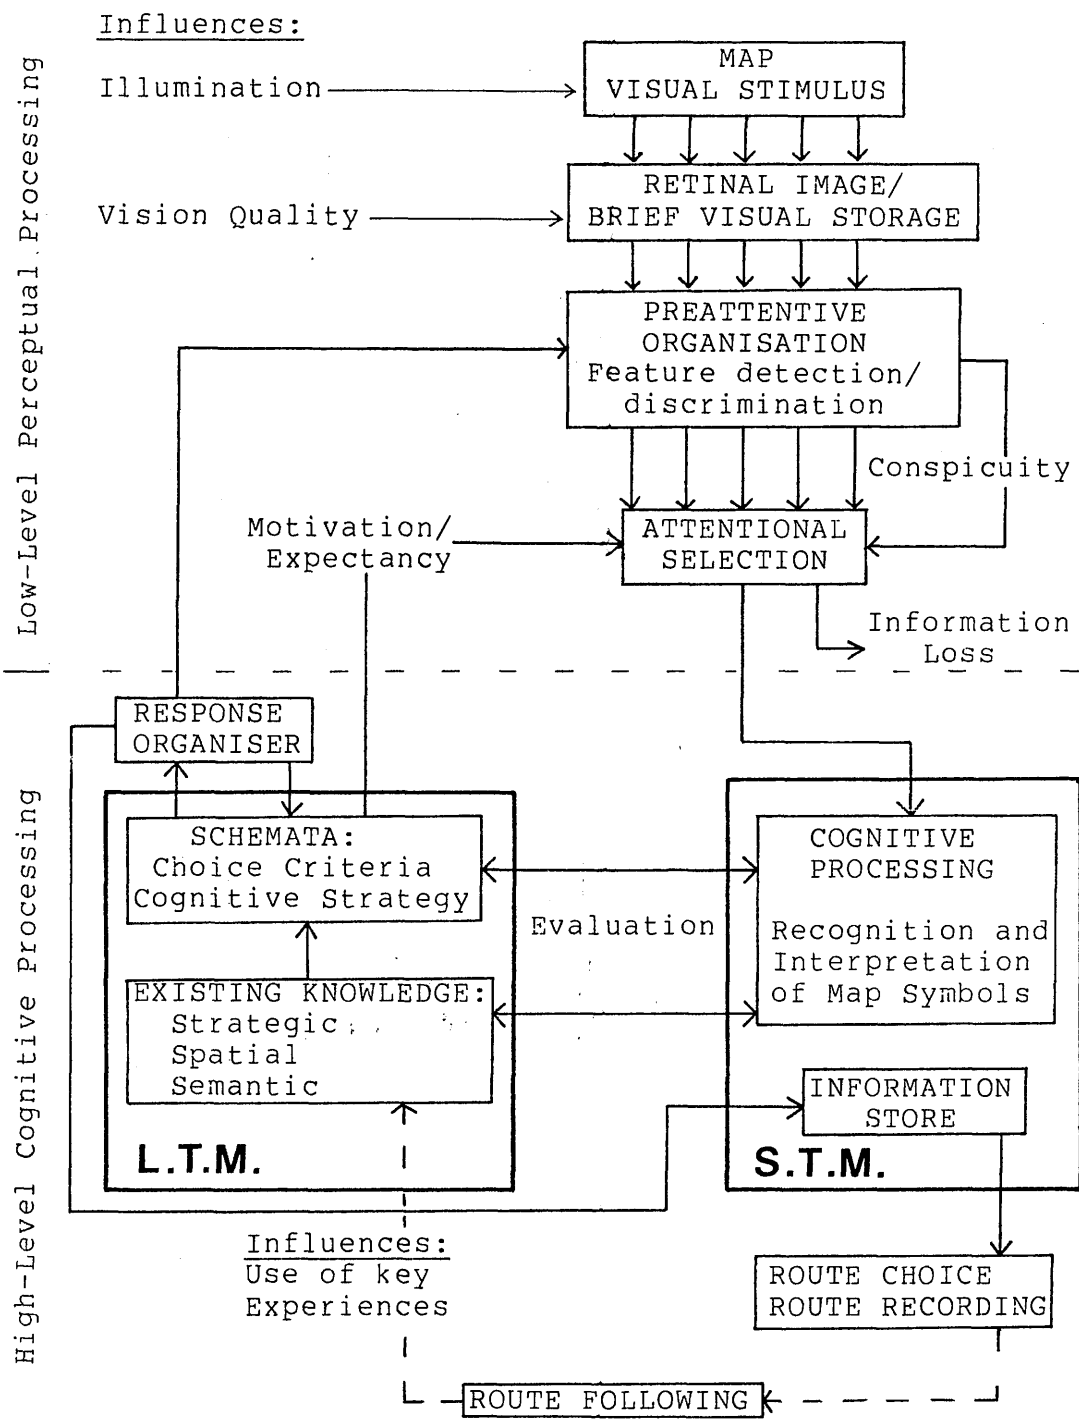 Influences:
MAP
VISUAL STIMULUS
Illumination
RETINAL IMAGE/
BRIEF VISUAL STORAGE
Vision Quality
PREATTENTIVE
ORGANISATION
Feature detection/
discrimination
Conspicuity
Motivation/
Expectancy
ATTENTIONAL
SELECTION
Information
Loss
Low-Level Perceptual Processing
RESPONSE
ORGANISER
SCHEMATA:
Choice Criteria
Cognitive Strategy
COGNITIVE
PROCESSING
Recognition and
Interpretation
of Map Symbols
Evaluation
EXISTING KNOWLEDGE:
Strategic
Spatial
Semantic
INFORMATION
STORE
L.T.M.
S.T.M.
High-Level Cognitive Processing
Influences:
Use of key
Experiences
ROUTE CHOICE
ROUTE RECORDING
ROUTE FOLLOWING